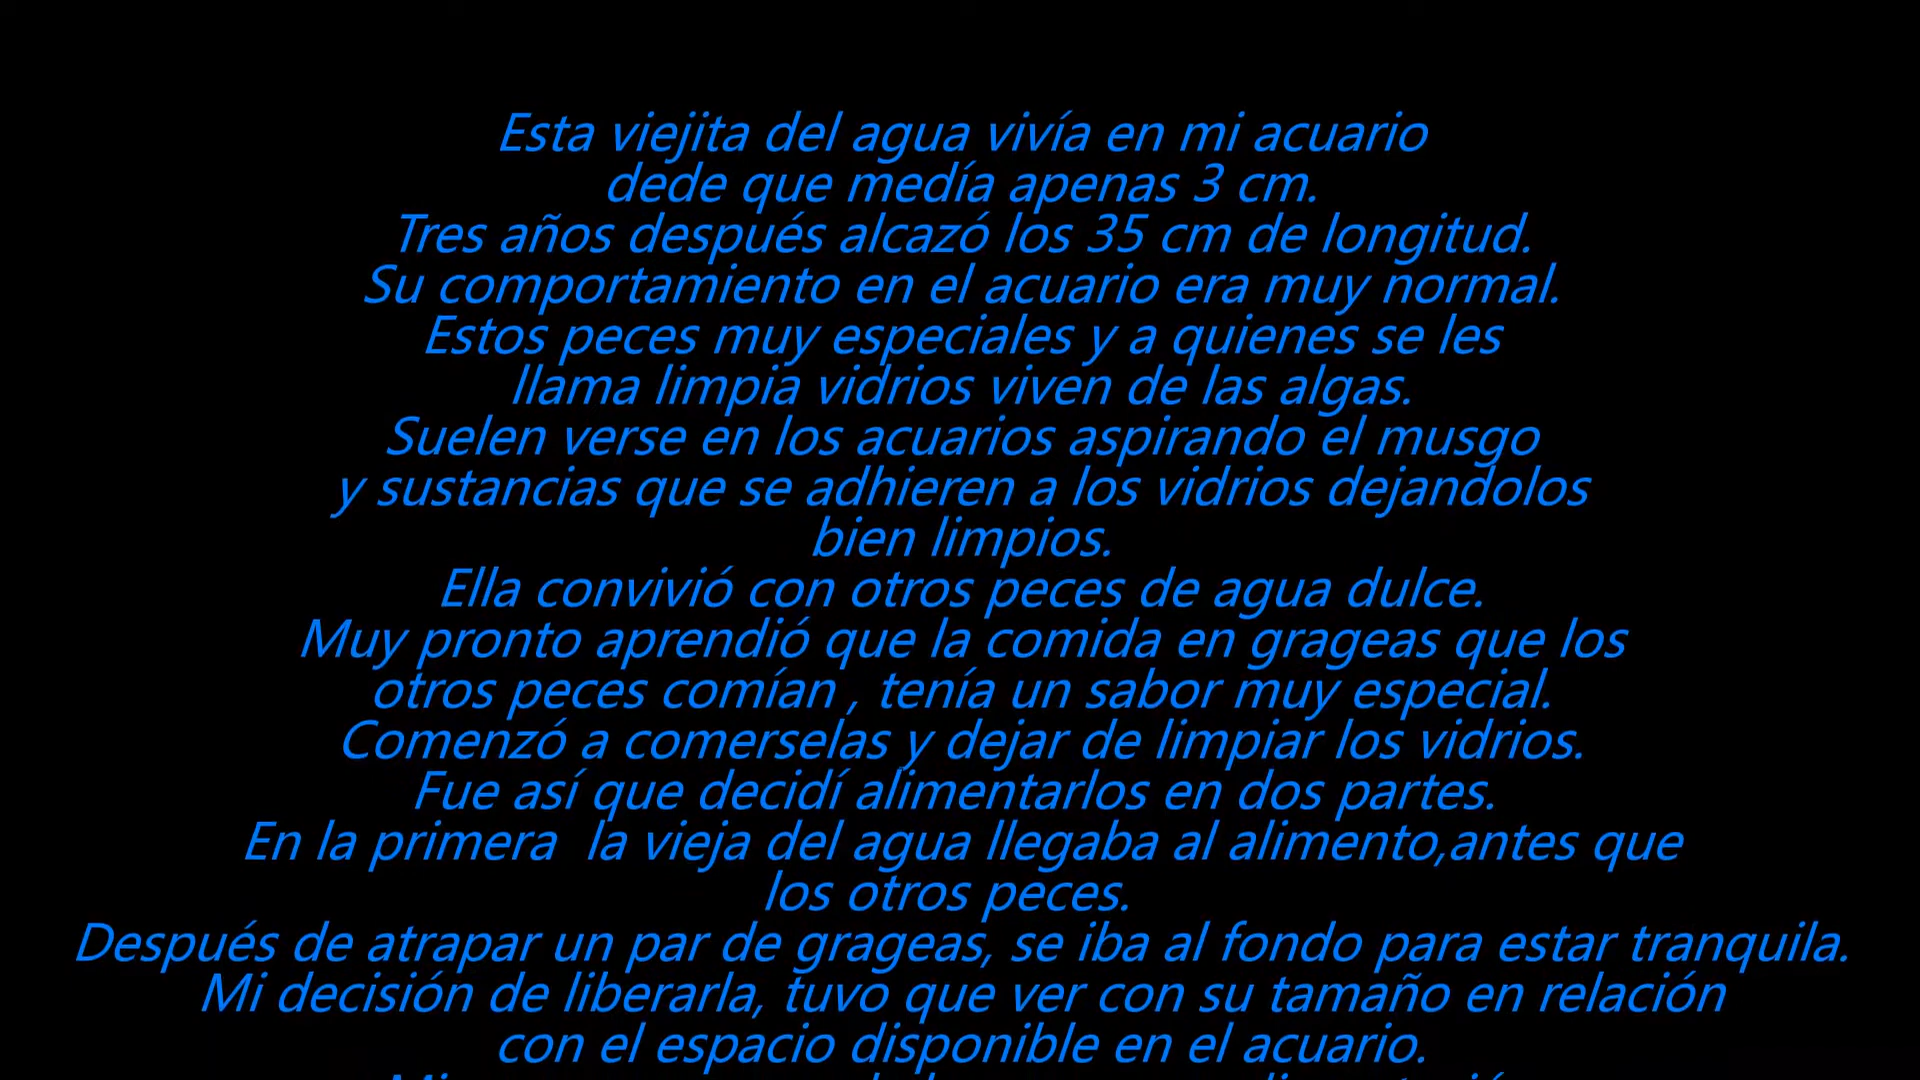 Esta viejita del agua vivía en mi acuario
dede que medía apenas 3 cm.
Tres años después alcazó los 35 cm de longitud.
Su comportamiento en el acuario era muy normal.
Estos peces muy especiales y a quienes se les
llama limpia vidrios viven de las algas.
Suelen verse en los acuarios aspirando el musgo
y sustancias que se adhieren a los vidrios dejandolos
bien limpios.
Ella convivió con otros peces de agua dulce.
Muy pronto aprendió que la comida en grageas que los
otros peces comían , tenía un sabor muy especial.
Comenzó a comerselas y dejar de limpiar los vidrios.
Fue así que decidí alimentarlos en dos partes.
En la primera  la vieja del agua llegaba al alimento,antes que
los otros peces.
Después de atrapar un par de grageas, se iba al fondo para estar tranquila.
Mi decisión de liberarla, tuvo que ver con su tamaño en relación
con el espacio disponible en el acuario.